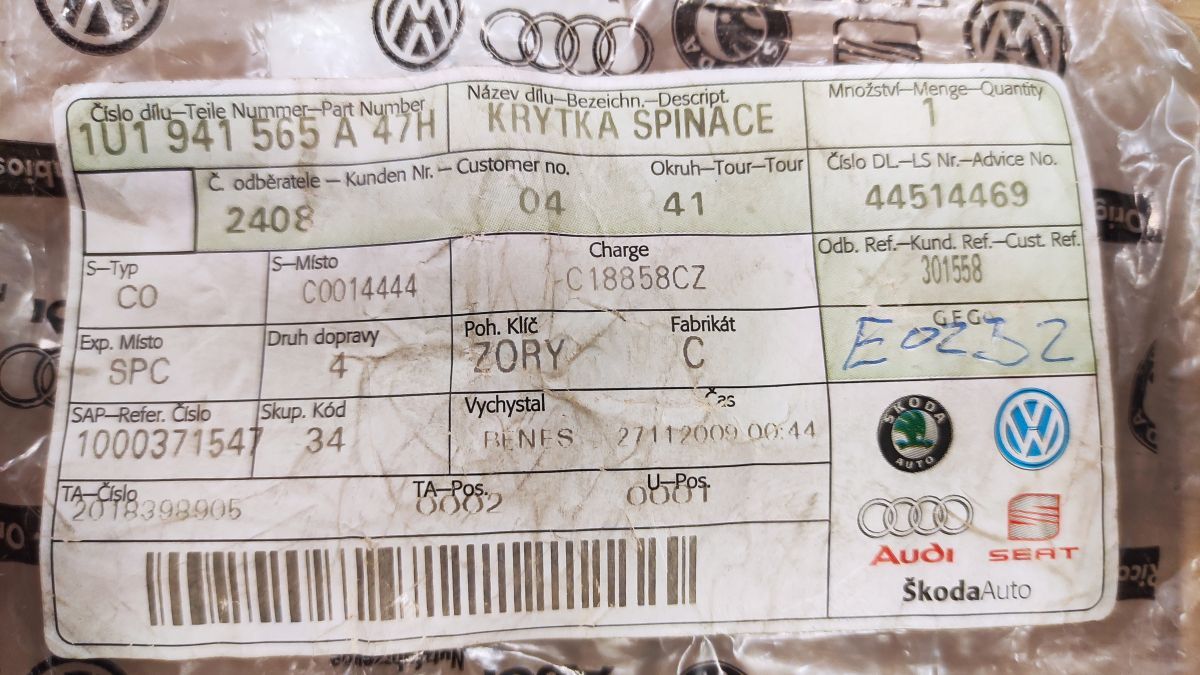 Číslo dílu–Teile Nummer–Part Number
1U1 941 565 A 47H
Název dílu–Bezeichn.–Descript.
KRYTKA SPINACE
Množství–Menge–Quantity
1
Č. odběratele – Kunden Nr. – Customer no.
2408 04
Okruh–Tour–Tour
41
Číslo DL–LS Nr.–Advice No.
44514469
S–Typ
CO
S–Místo
C0014444
Charge
C18858CZ
Odb. Ref.–Kund. Ref.–Cust. Ref.
301558
Exp. Místo
SPC
Druh dopravy
4
Poh. Klíč
ZORY
Fabrikát
C
E0232
SAP–Refer. Číslo
1000371547
Skup. Kód
34
Vychystal
BENES
Čas
27112009 00:44
TA–Číslo
2018398905
TA–Pos.
0002
U–Pos.
0001
ŠKODA
AUTO
Audi
SEAT
ŠkodaAuto